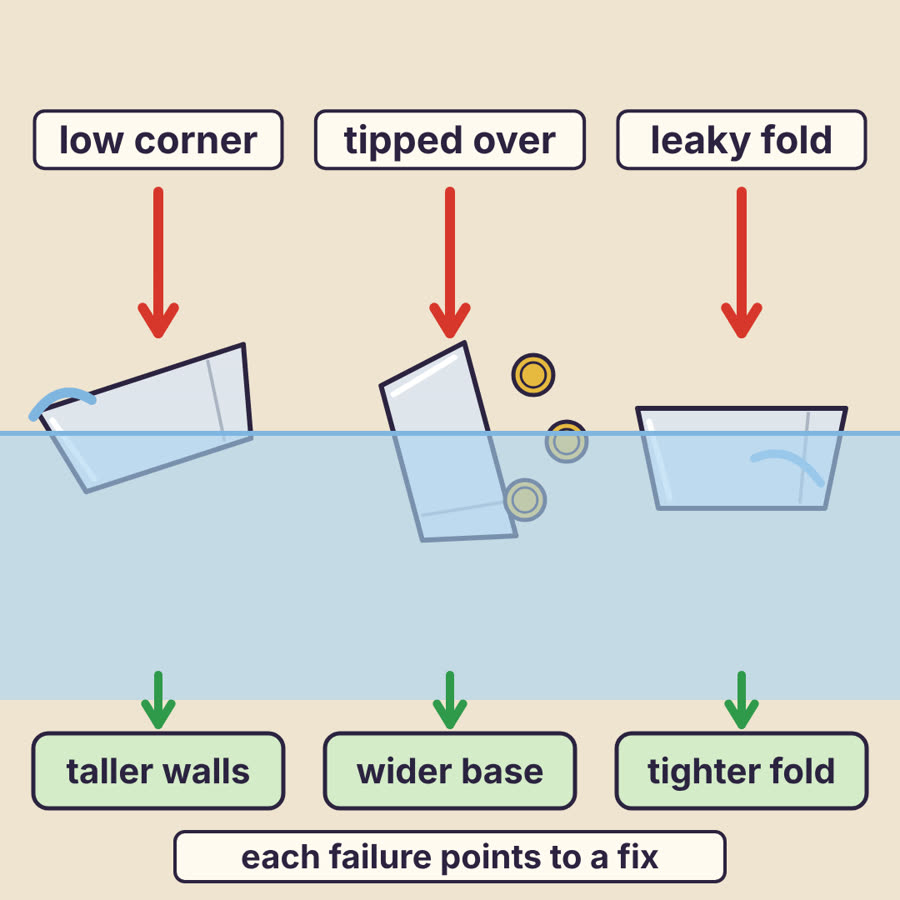 low corner
tipped over
leaky fold
taller walls
wider base
tighter fold
each failure points to a fix